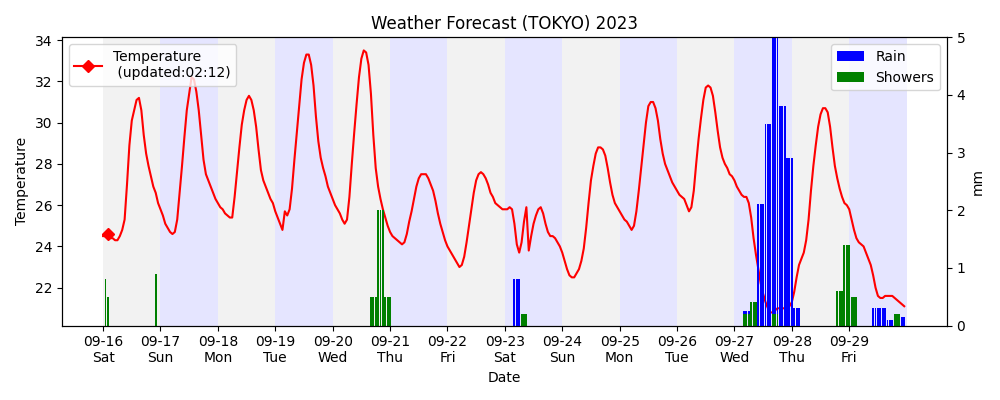 Weather Forecast (TOKYO) 2023
Temperature
(updated:02:12)
Rain
Showers
Temperature
34
32
30
28
26
24
22
5
4
3
2
1
0
mm
09-16 09-17 09-18 09-19 09-20 09-21 09-22 09-23 09-24 09-25 09-26 09-27 09-28 09-29
Sat Sun Mon Tue Wed Thu Fri Sat Sun Mon Tue Wed Thu Fri
Date